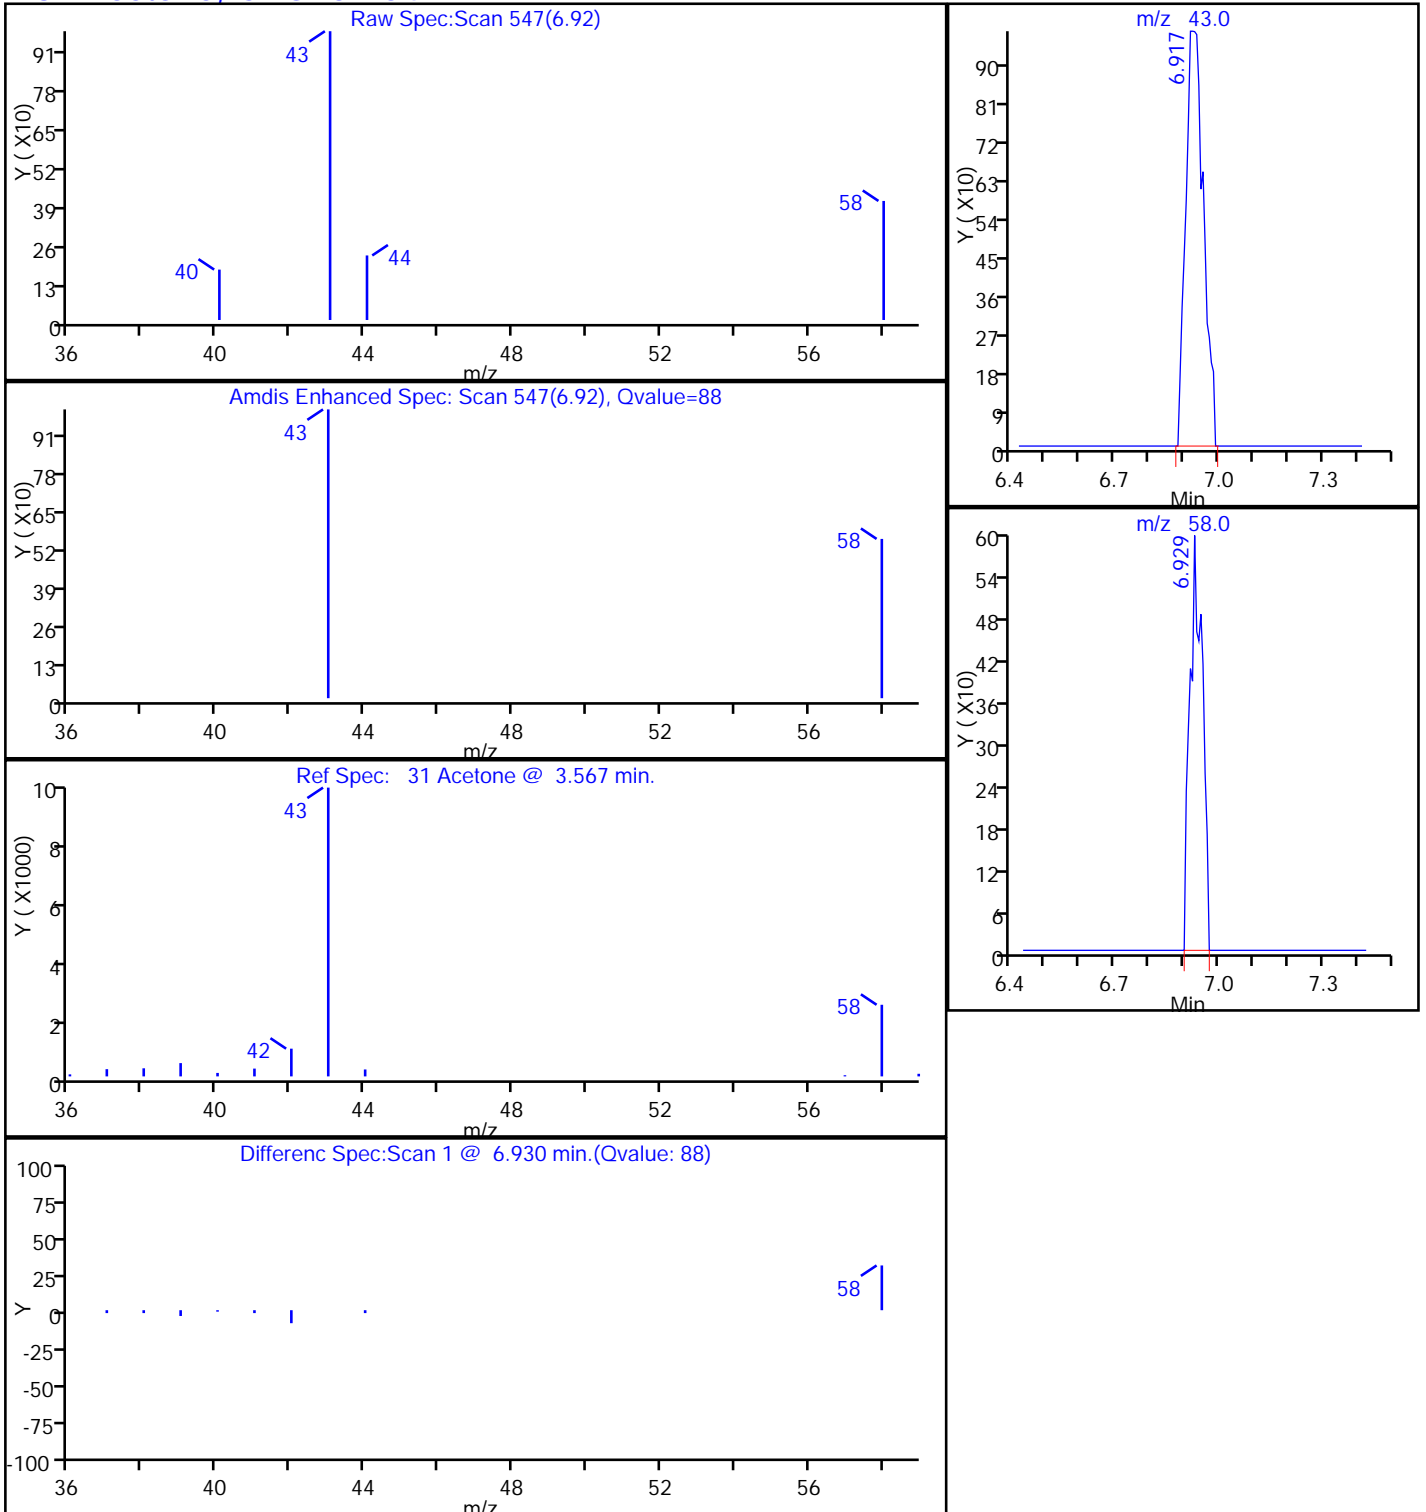 Raw Spec:Scan 547(6.92)
Y ( X10)
91
78
65
52
39
26
13
0
43
40
44
58
36 40 44 48 52 56
m/z
Amdis Enhanced Spec: Scan 547(6.92), Qvalue=88
Y ( X10)
91
78
65
52
39
26
13
0
43
58
36 40 44 48 52 56
m/z
Ref Spec: 31 Acetone @ 3.567 min.
Y ( X1000)
10
8
6
4
2
0
43
42
58
36 40 44 48 52 56
m/z
Differenc Spec:Scan 1 @ 6.930 min.(Qvalue: 88)
Y
100
75
50
25
0
-25
-50
-75
-100
58
36 40 44 48 52 56
m/z
m/z 43.0
6.917
Y ( X10)
90
81
72
63
54
45
36
27
18
9
0
6.4 6.7 7.0 7.3
Min
m/z 58.0
6.929
Y ( X10)
60
54
48
42
36
30
24
18
12
6
0
6.4 6.7 7.0 7.3
Min